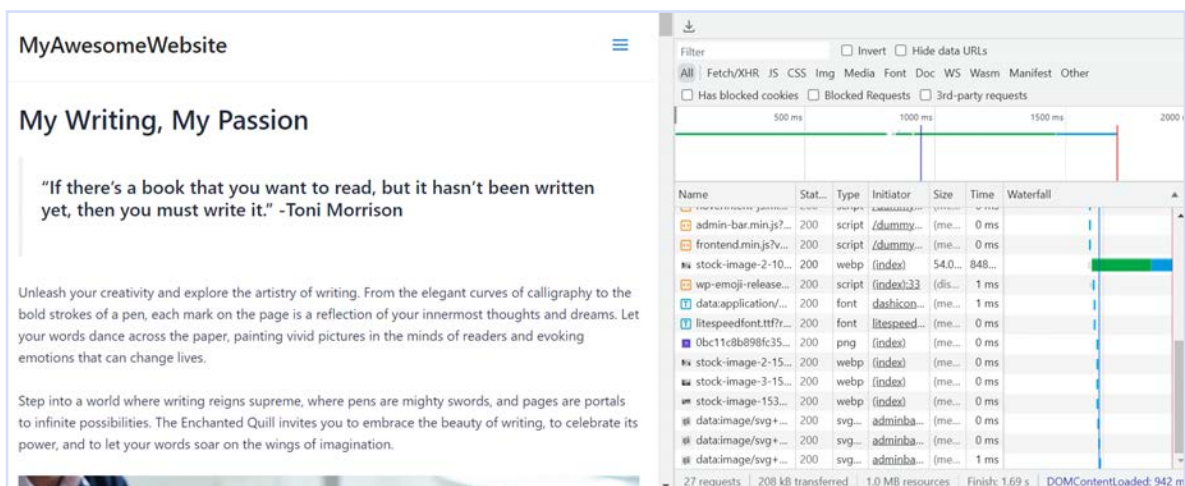 MyAwesomeWebsite
My Writing, My Passion
“If there’s a book that you want to read, but it hasn’t been written
yet, then you must write it.” -Toni Morrison
Unleash your creativity and explore the artistry of writing. From the elegant curves of calligraphy to the
bold strokes of a pen, each mark on the page is a reflection of your innermost thoughts and dreams. Let
your words dance across the paper, painting vivid pictures in the minds of readers and evoking
emotions that can change lives.
Step into a world where writing reigns supreme, where pens are mighty swords, and pages are portals
to infinite possibilities. The Enchanted Quill invites you to embrace the beauty of writing, to celebrate its
power, and to let your words soar on the wings of imagination.
Filter Invert Hide data URLs
All Fetch/XHR JS CSS Img Media Font Doc WS Wasm Manifest Other
Has blocked cookies Blocked Requests 3rd-party requests
500 ms 1000 ms 1500 ms 2000
Name Stat... Type Initiator Size Time Waterfall
admin-bar.min.js?... 200 script /dummy... (me... 0 ms
frontend.min.js?v... 200 script /dummy... (me... 0 ms
stock-image-2-10... 200 webp (index) 54.0... 848...
wp-emoji-release... 200 script (index):33 (dis... 1 ms
data:application/... 200 font dashicon... (me... 1 ms
litespeedfont.ttf?r... 200 font litespeed... (me... 0 ms
0bc11c8b898fc35... 200 png (index) (me... 0 ms
stock-image-2-15... 200 webp (index) (me... 0 ms
stock-image-3-15... 200 webp (index) (me... 0 ms
stock-image-153... 200 webp (index) (me... 0 ms
data:image/svg+... 200 svg... adminba... (me... 0 ms
data:image/svg+... 200 svg... adminba... (me... 0 ms
data:image/svg+... 200 svg... adminba... (me... 1 ms
27 requests 208 kB transferred 1.0 MB resources Finish: 1.69 s DOMContentLoaded: 942 m